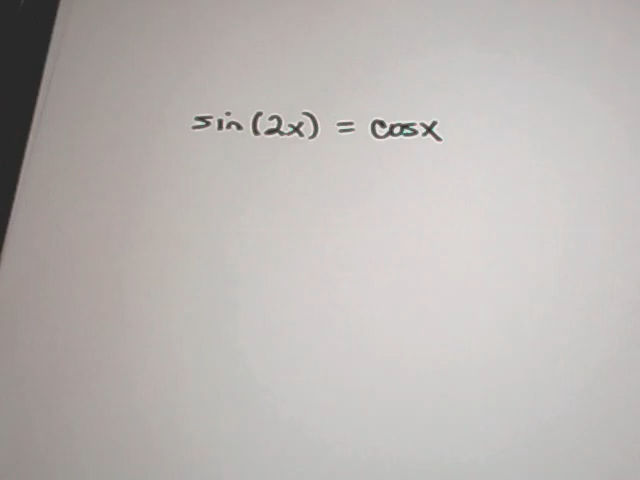 sin(2x) = cosx